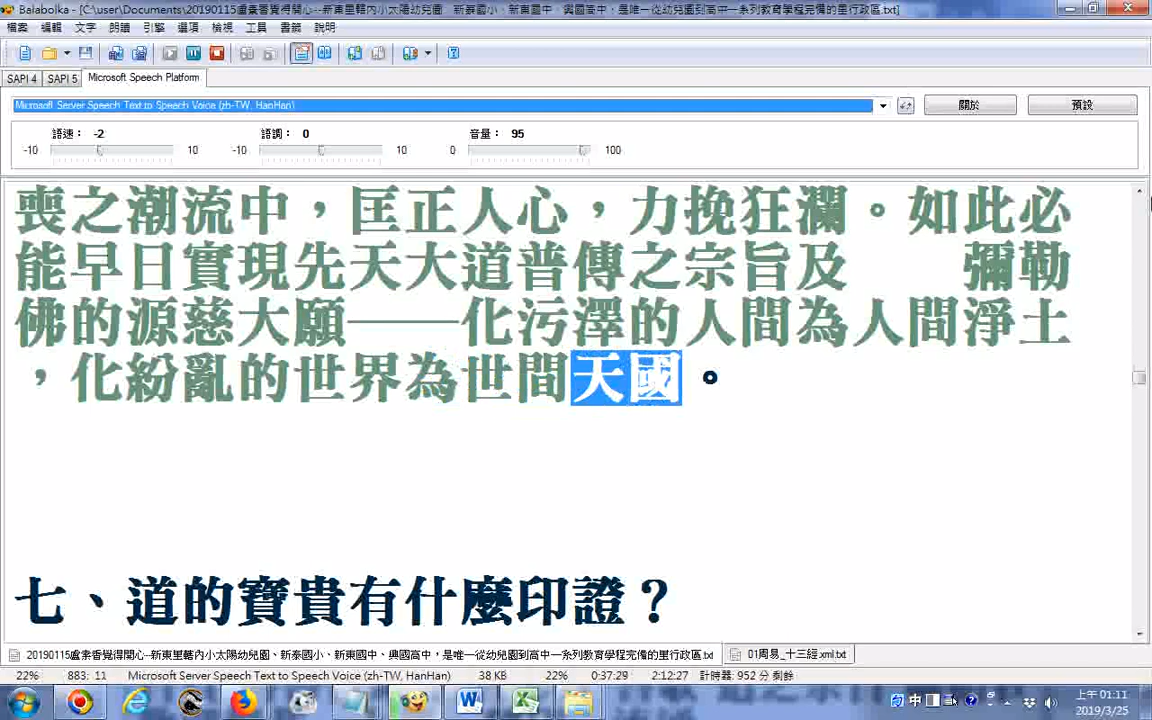 Balabolka - [C:\user\Documents\20190115盧素香覺得開心--新東里轄內小太陽幼兒園、新泰國小、新東國中、興國高中，是唯一從幼兒園到高中一系列教育學程完備的里行政區.txt]
檔案 編輯 文字 朗讀 引擎 選項 檢視 工具 書籤 說明
SAPI 4 SAPI 5 Microsoft Speech Platform
Microsoft Server Speech Text to Speech Voice (zh-TW, HanHan) 關於 預設
語速： -2 語調： 0 音量： 95
-10 10 -10 10 0 100
喪之潮流中，匡正人心，力挽狂瀾。如此必
能早日實現先天大道普傳之宗旨及　　彌勒
佛的源慈大願──化污澤的人間為人間淨土
，化紛亂的世界為世間天國。
七、道的寶貴有什麼印證？
20190115盧素香覺得開心--新東里轄內小太陽幼兒園、新泰國小、新東國中、興國高中，是唯一從幼兒園到高中一系列教育學程完備的里行政區.txt 01周易_十三經.xml.txt
22% 883: 11 Microsoft Server Speech Text to Speech Voice (zh-TW, HanHan) 38 KB 22% 0:37:29 2:12:27 計時器: 952 分 剩餘
中 上午 01:11
2019/3/25